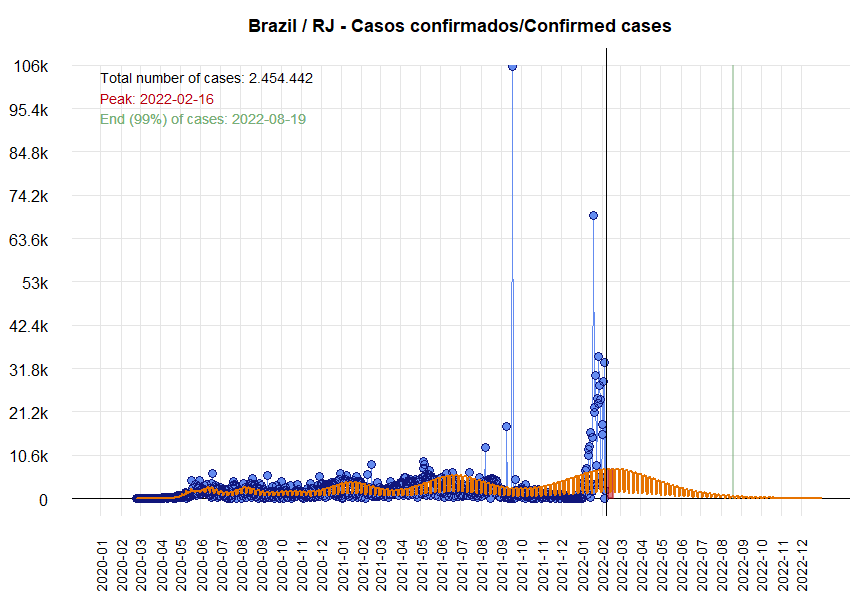 Brazil / RJ - Casos confirmados/Confirmed cases
106k
Total number of cases: 2.454.442
Peak: 2022-02-16
95.4k
End (99%) of cases: 2022-08-19
84.8k
74.2k
63.6k
53k
42.4k
31.8k
21.2k
10.6k
0
2020-01
2020-02
2020-03
2020-04
2020-05
2020-06
2020-07
2020-08
2020-09
2020-10
2020-11
2020-12
2021-01
2021-02
2021-03
2021-04
2021-05
2021-06
2021-07
2021-08
2021-09
2021-10
2021-11
2021-12
2022-01
2022-02
2022-03
2022-04
2022-05
2022-06
2022-07
2022-08
2022-09
2022-10
2022-11
2022-12